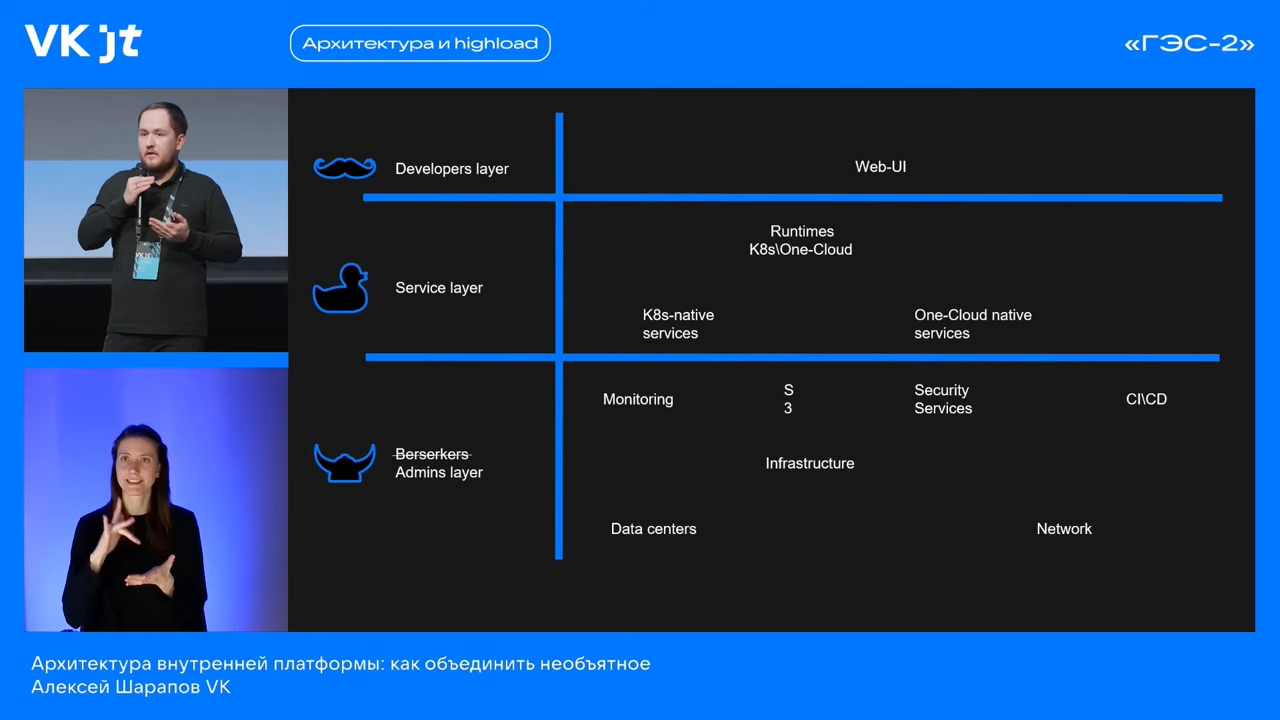 VK jt
Архитектура и highload
«ГЭС-2»
Developers layer
Web-UI
Runtimes
K8s\One-Cloud
Service layer
K8s-native
services
One-Cloud native
services
Monitoring
S
3
Security
Services
CI\CD
Berserkers
Admins layer
Infrastructure
Data centers
Network
VK jt
Архитектура внутренней платформы: как объединить необъятное
Алексей Шарапов VK